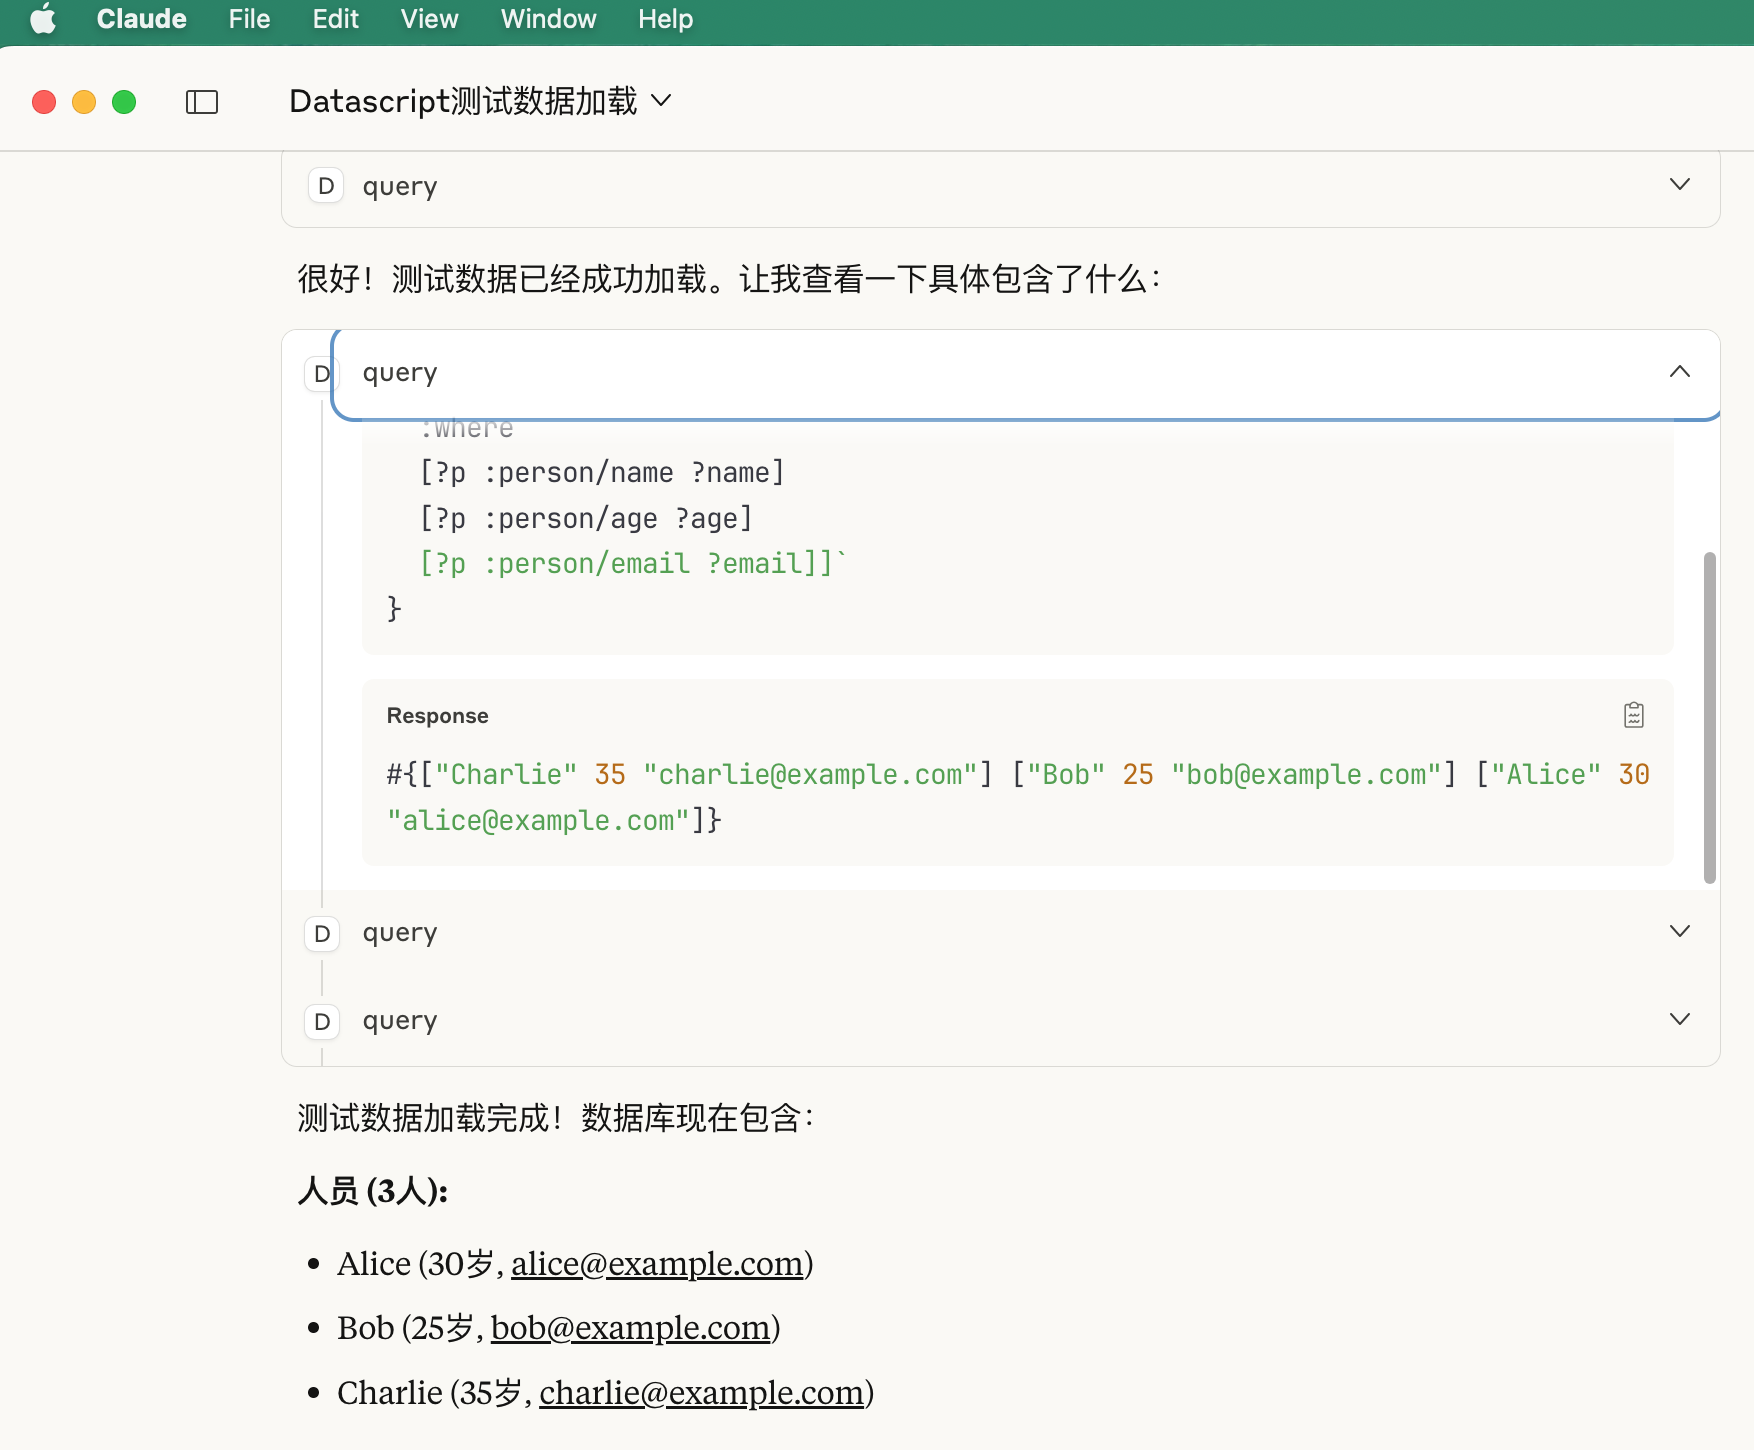 Claude File Edit View Window Help
Datascript测试数据加载
D query
很好！测试数据已经成功加载。让我查看一下具体包含了什么：
D query
:where
[?p :person/name ?name]
[?p :person/age ?age]
[?p :person/email ?email]]`
}
Response
#{["Charlie" 35 "charlie@example.com"] ["Bob" 25 "bob@example.com"] ["Alice" 30
"alice@example.com"]}
D query
D query
测试数据加载完成！数据库现在包含：
人员 (3人):
• Alice (30岁, alice@example.com)
• Bob (25岁, bob@example.com)
• Charlie (35岁, charlie@example.com)